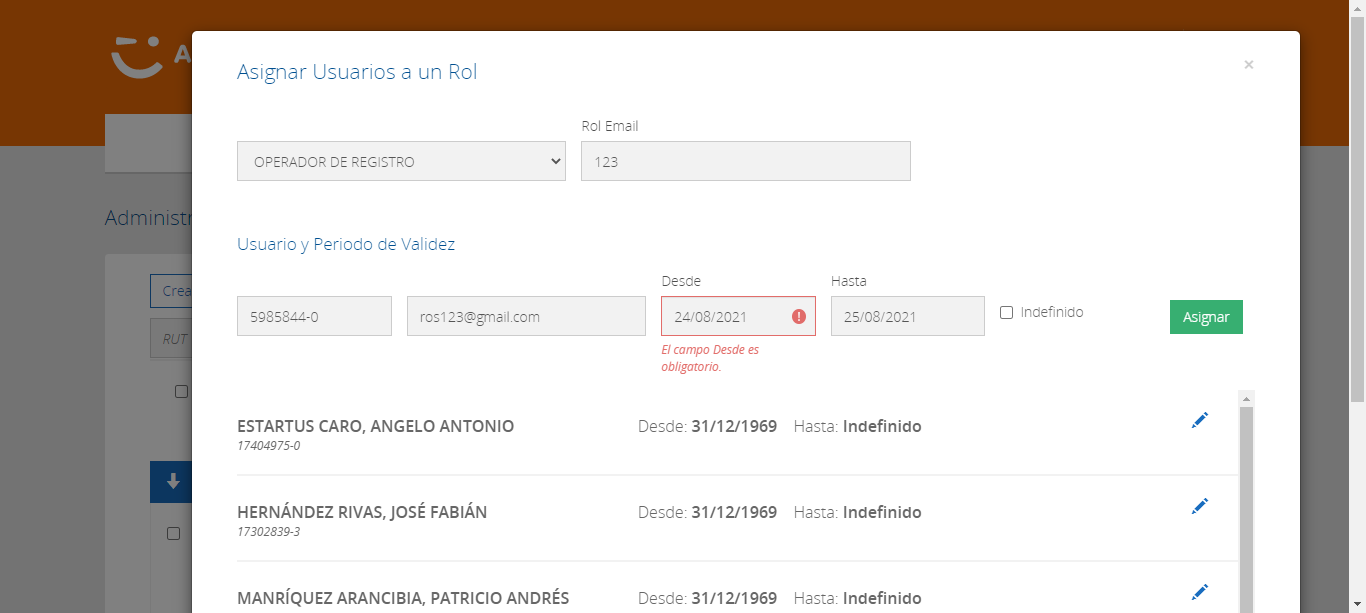 A
Asignar Usuarios a un Rol
×
Rol Email
OPERADOR DE REGISTRO
123
Administr
Usuario y Periodo de Validez
Desde
Hasta
Crea
5985844-0
ros123@gmail.com
24/08/2021
25/08/2021
Indefinido
Asignar
RUT
El campo Desde es
obligatorio.
ESTARTUS CARO, ANGELO ANTONIO
Desde: 31/12/1969 Hasta: Indefinido
17404975-0
HERNÁNDEZ RIVAS, JOSÉ FABIÁN
Desde: 31/12/1969 Hasta: Indefinido
17302839-3
MANRÍQUEZ ARANCIBIA, PATRICIO ANDRÉS
Desde: 31/12/1969 Hasta: Indefinido